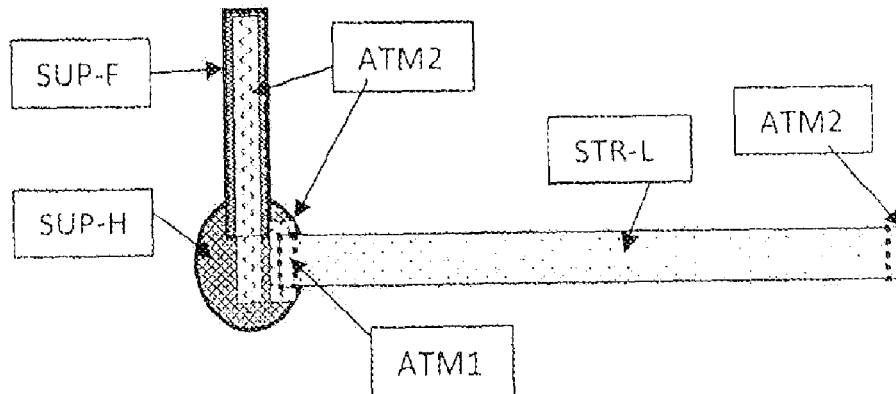 SUP-F
ATM2
ATM2
STR-L
SUP-H
ATM1